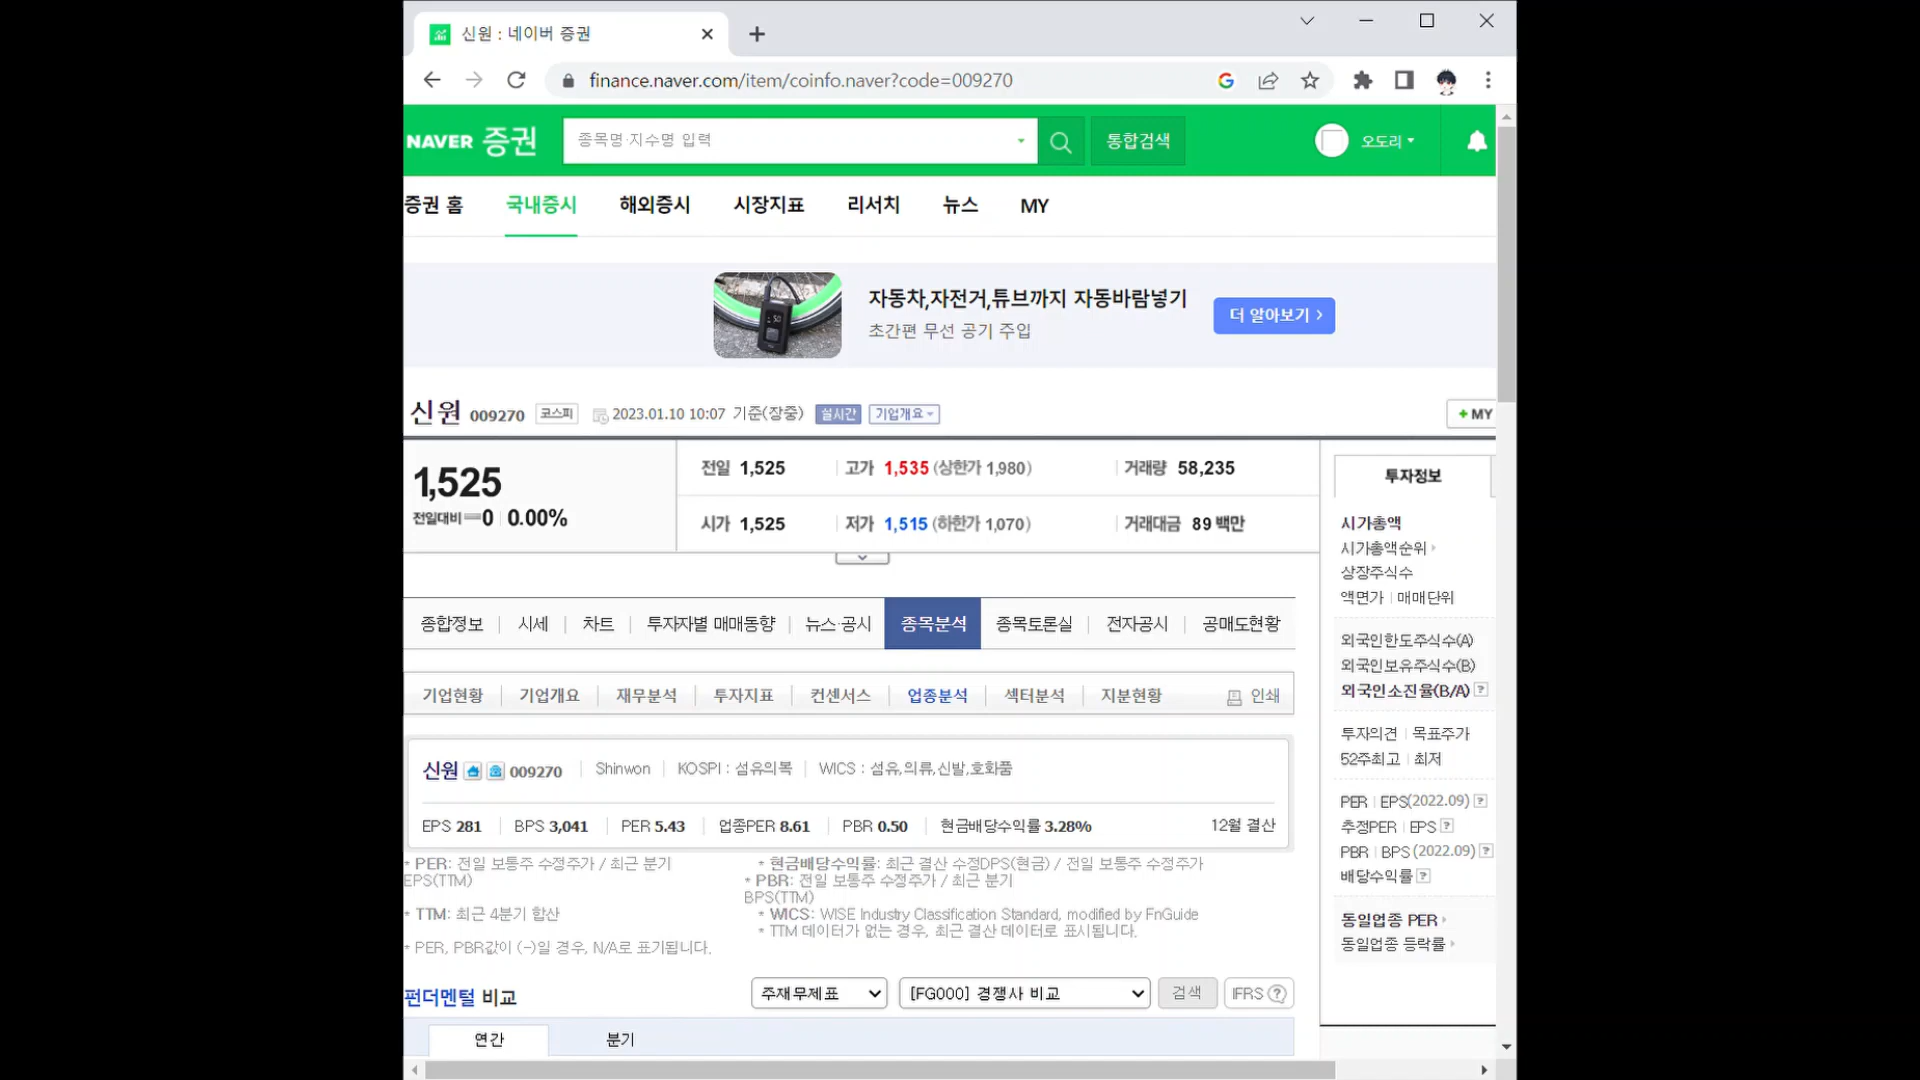 신원 : 네이버 증권
finance.naver.com/item/coinfo.naver?code=009270
NAVER 증권
종목명·지수명 입력
통합검색
오도리
증권 홈 국내증시 해외증시 시장지표 리서치 뉴스 MY
자동차,자전거,튜브까지 자동바람넣기
초간편 무선 공기 주입
더 알아보기
신원 009270 코스피 2023.01.10 10:07 기준(장중) 실시간 기업개요
+ MY
1,525
전일대비 0 0.00%
전일 1,525 고가 1,535 (상한가 1,980) 거래량 58,235
시가 1,525 저가 1,515 (하한가 1,070) 거래대금 89 백만
종합정보 시세 차트 투자자별 매매동향 뉴스·공시 종목분석 종목토론실 전자공시 공매도현황
기업현황 기업개요 재무분석 투자지표 컨센서스 업종분석 섹터분석 지분현황 인쇄
신원 009270 Shinwon KOSPI : 섬유의복 WICS : 섬유,의류,신발,호화품
EPS 281 BPS 3,041 PER 5.43 업종PER 8.61 PBR 0.50 현금배당수익률 3.28% 12월 결산
* PER: 전일 보통주 수정주가 / 최근 분기
EPS(TTM)
* TTM: 최근 4분기 합산
* PER, PBR값이 (-)일 경우, N/A로 표기됩니다.
* 현금배당수익률: 최근 결산 수정DPS(현금) / 전일 보통주 수정주가
* PBR: 전일 보통주 수정주가 / 최근 분기
BPS(TTM)
* WICS: WISE Industry Classification Standard, modified by FnGuide
* TTM 데이터가 없는 경우, 최근 결산 데이터로 표시됩니다.
펀더멘털 비교
주재무제표 [FG000] 경쟁사 비교 검색 IFRS ?
연간 분기
투자정보
시가총액
시가총액순위
상장주식수
액면가 매매단위
외국인한도주식수(A)
외국인보유주식수(B)
외국인소진율(B/A) ?
투자의견 목표주가
52주최고 최저
PER EPS(2022.09) ?
추정PER EPS ?
PBR BPS (2022.09) ?
배당수익률 ?
동일업종 PER
동일업종 등락률